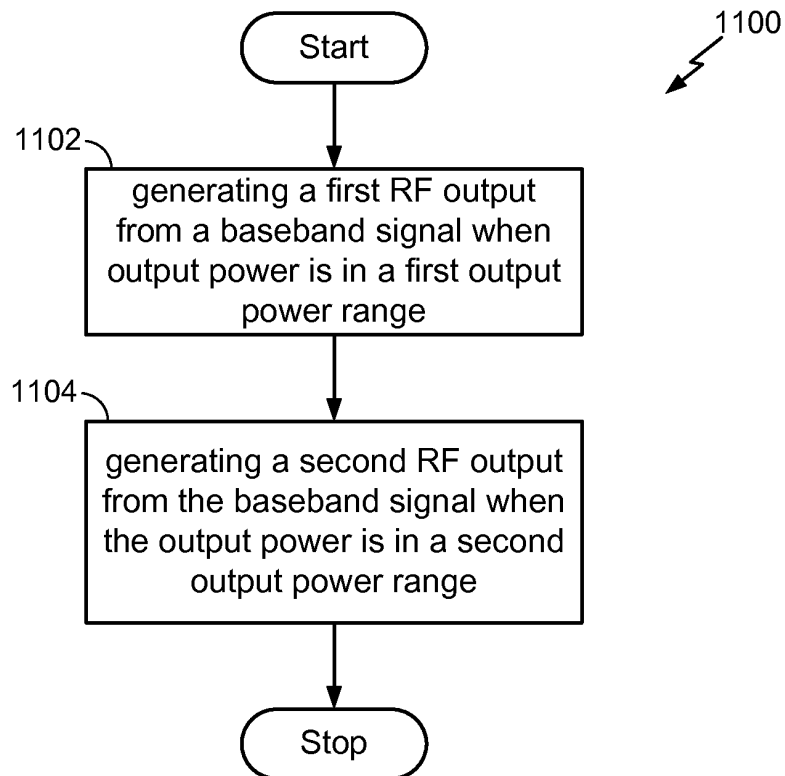 1100
Start
1102
generating a first RF output
from a baseband signal when
output power is in a first output
power range
1104
generating a second RF output
from the baseband signal when
the output power is in a second
output power range
Stop